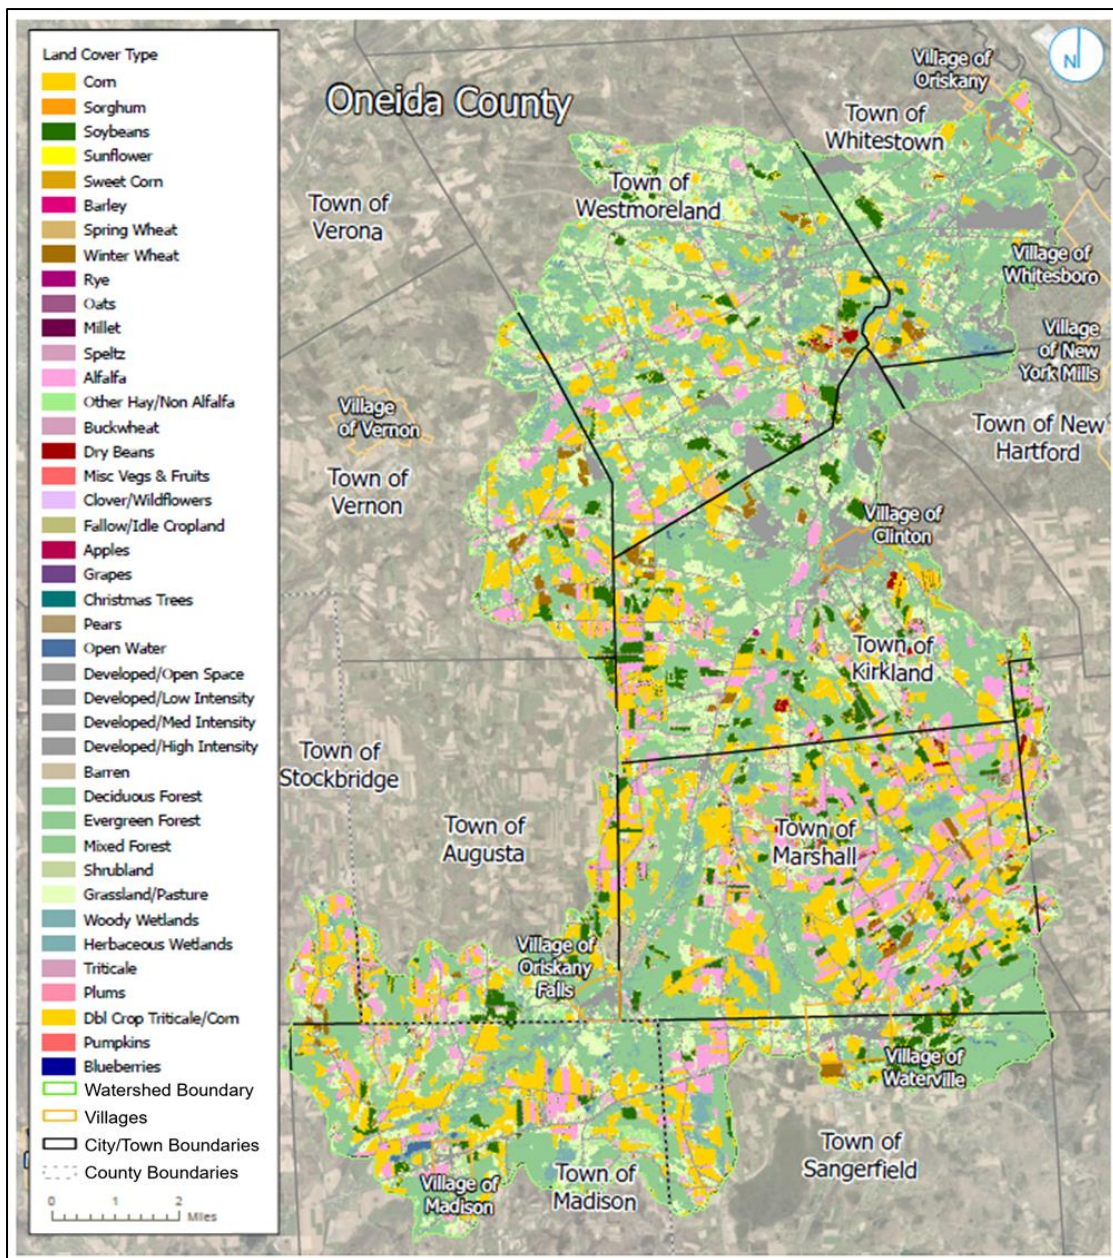 Land Cover Type
Corn
Sorghum
Soybeans
Sunflower
Sweet Corn
Barley
Spring Wheat
Winter Wheat
Rye
Oats
Millet
Speltz
Alfalfa
Other Hay/Non Alfalfa
Buckwheat
Dry Beans
Misc Vegs & Fruits
Clover/Wildflowers
Fallow/Idle Cropland
Apples
Grapes
Christmas Trees
Pears
Open Water
Developed/Open Space
Developed/Low Intensity
Developed/Med Intensity
Developed/High Intensity
Barren
Deciduous Forest
Evergreen Forest
Mixed Forest
Shrubland
Grassland/Pasture
Woody Wetlands
Herbaceous Wetlands
Triticale
Plums
Dbl Crop Triticale/Corn
Pumpkins
Blueberries
Watershed Boundary
Villages
City/Town Boundaries
County Boundaries
0 1 2
Miles
N
Oneida County
Village of
Oriskany
Town of
Whitestown
Town of
Westmoreland
Town of
Verona
Village of
Whitesboro
Village
of New
York Mills
Town of New
Hartford
Village
of Vernon
Town of
Vernon
Village of
Clinton
Town of
Kirkland
Town of
Stockbridge
Town of
Augusta
Town of
Marshall
Village of
Oriskany
Falls
Village of
Waterville
Town of
Sangerfield
Village of
Madison
Town of
Madison